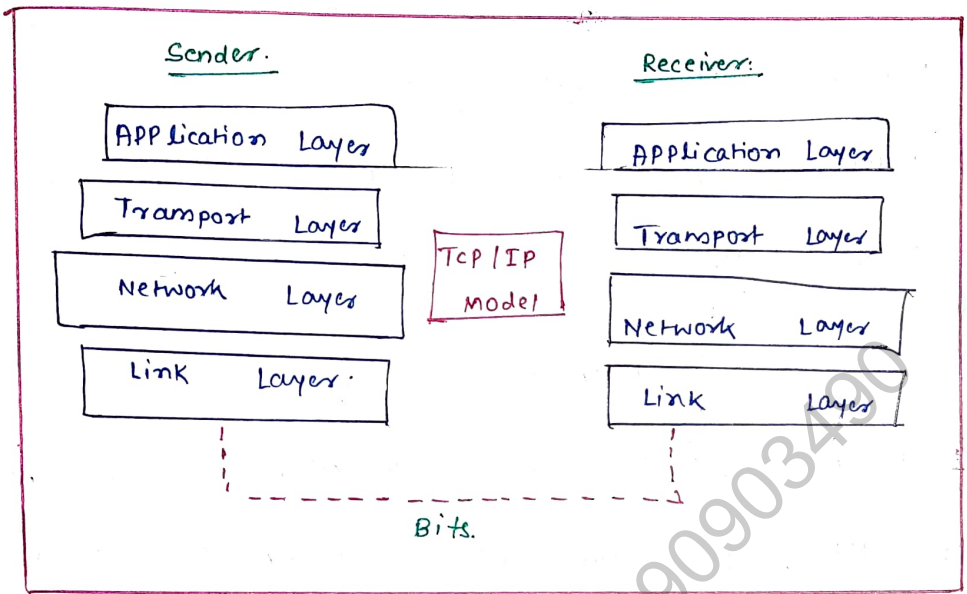 Sender.
Receiver:
Application Layer
Application Layer
Transport Layer
Transport Layer
TCP/IP
Model
Network Layer
Network Layer
Link Layer.
Link Layer
Bits.
90903490